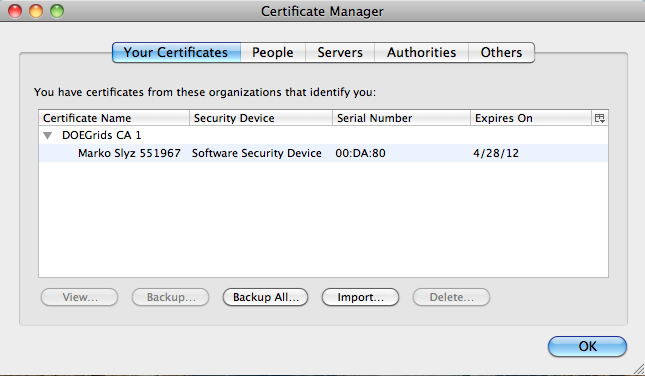 Certificate Manager
Your Certificates People Servers Authorities Others
You have certificates from these organizations that identify you:
Certificate Name Security Device Serial Number Expires On
DOEGrids CA 1
Marko Slyz 551967 Software Security Device 00:DA:80 4/28/12
View... Backup... Backup All... Import... Delete...
OK